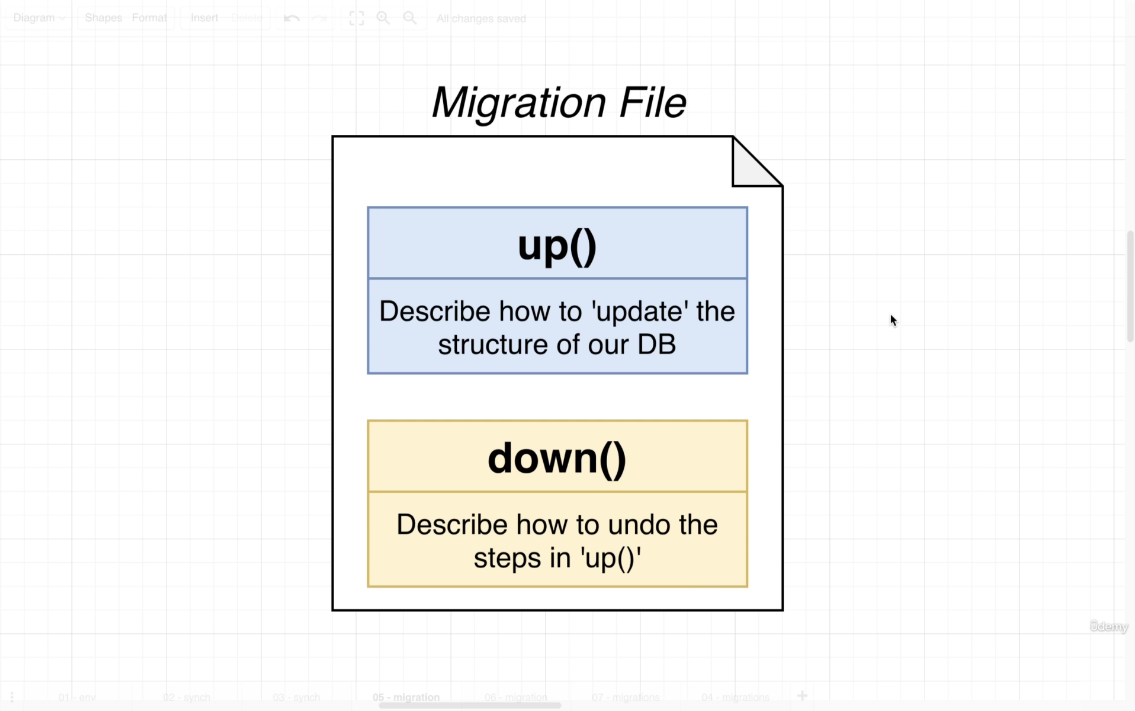 Diagram Shapes Format Insert Delete All changes saved
Migration File
up()
Describe how to 'update' the
structure of our DB
down()
Describe how to undo the
steps in 'up()'
ûdemy
01 - env 02 - synch 03 - synch 05 - migration 06 - migration 07 - migrations 04 - migrations